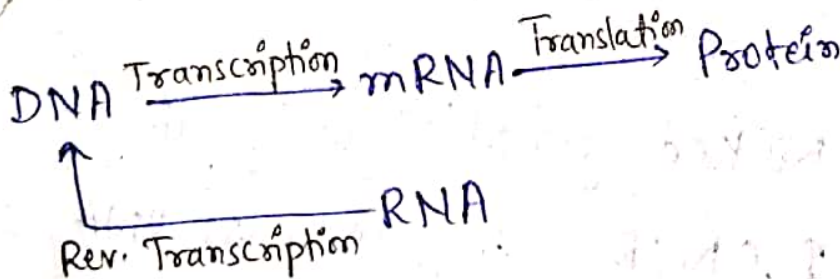 DNA Transcription mRNA Translation Protein
RNA
Rev. Transcription